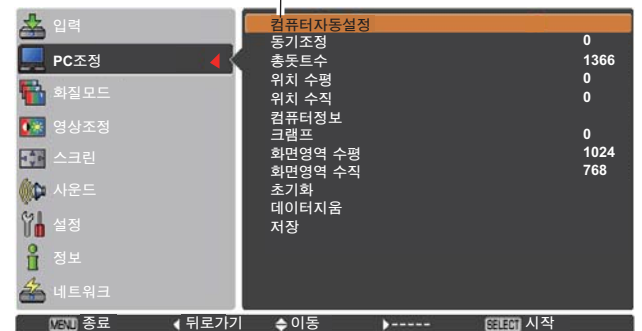 입력
PC조정
화질모드
영상조정
스크린
사운드
설정
정보
네트워크
컴퓨터자동설정
동기조정 0
총돗트수 1366
위치 수평 0
위치 수직 0
컴퓨터정보
크램프 0
화면영역 수평 1024
화면영역 수직 768
초기화
데이터지움
저장
MENU 종료 뒤로가기 이동 ----- SELECT 시작